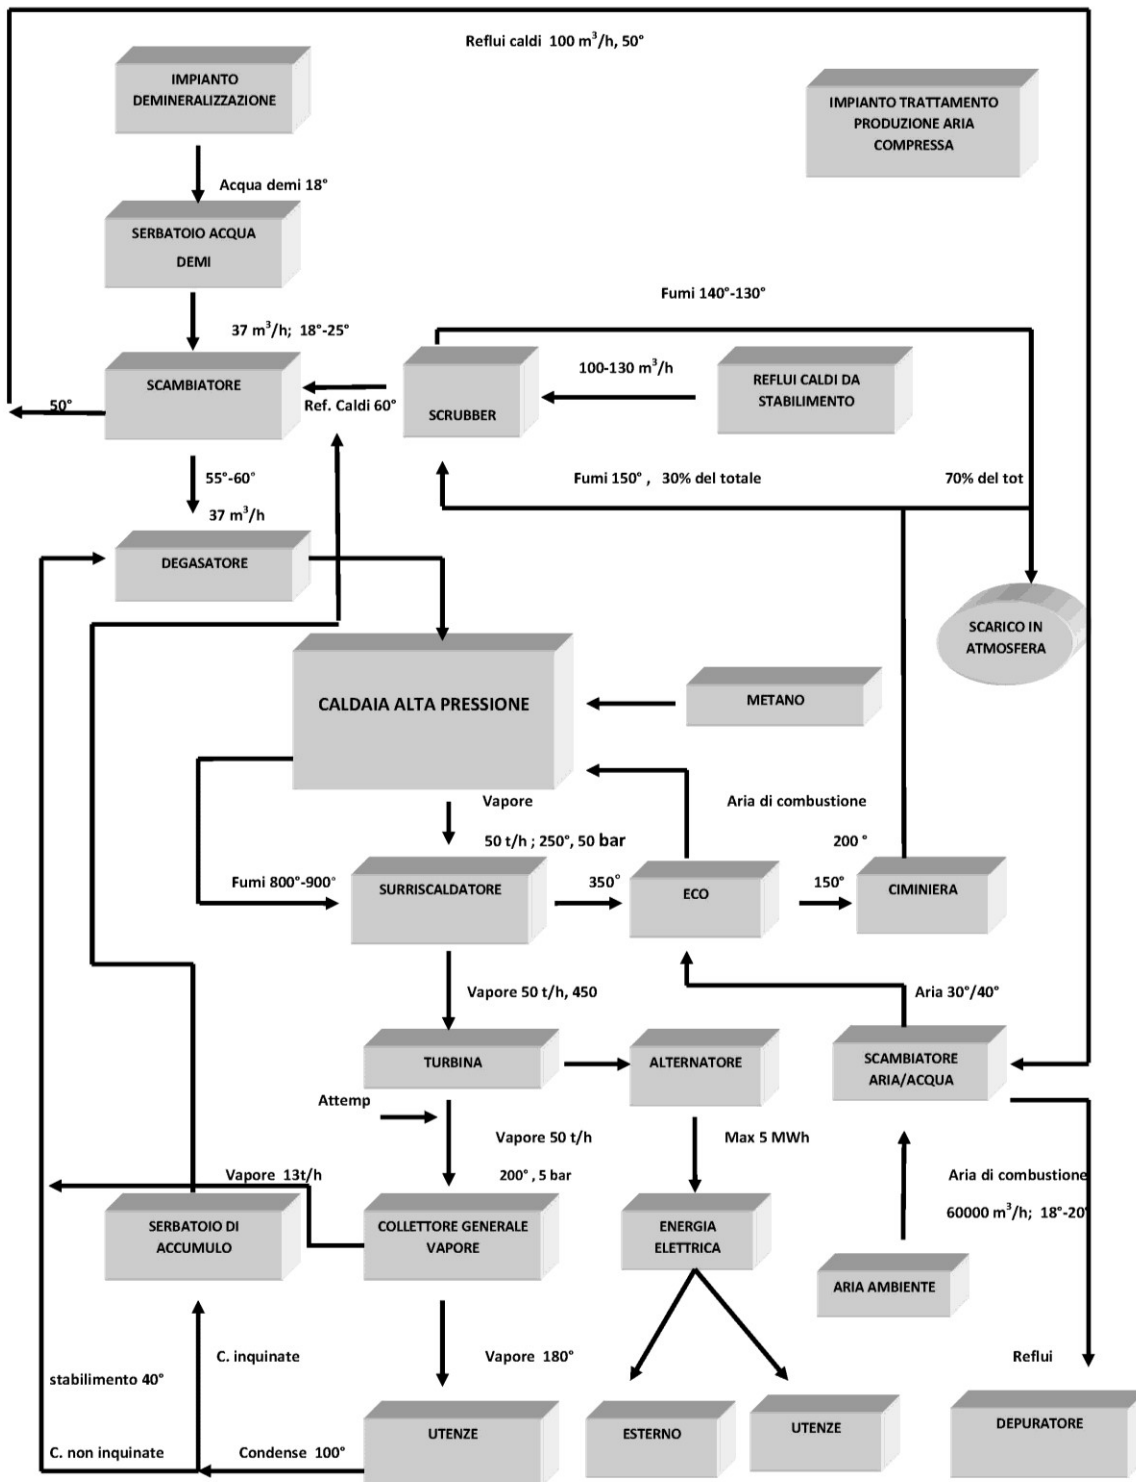 Reflui caldi 100 m³/h, 50°
IMPIANTO
DEMINERALIZZAZIONE
IMPIANTO TRATTAMENTO
PRODUZIONE ARIA
COMPRESSA
Acqua demi 18°
SERBATOIO ACQUA
DEMI
Fumi 140°-130°
37 m³/h; 18°-25°
SCAMBIATORE
50°
Ref. Caldi 60°
SCRUBBER
100-130 m³/h
REFLUI CALDI DA
STABILIMENTO
55°-60°
37 m³/h
Fumi 150° , 30% del totale
70% del tot
DEGASATORE
SCARICO IN
ATMOSFERA
CALDAIA ALTA PRESSIONE
METANO
Vapore
50 t/h ; 250°, 50 bar
Aria di combustione
200 °
Fumi 800°-900°
SURRISCALDATORE
350°
ECO
150°
CIMINIERA
Vapore 50 t/h, 450
Aria 30°/40°
TURBINA
ALTERNATORE
SCAMBIATORE
ARIA/ACQUA
Attemp
Vapore 50 t/h
200° , 5 bar
Max 5 MWh
Vapore 13t/h
Aria di combustione
60000 m³/h; 18°-20°
SERBATOIO DI
ACCUMULO
COLLETTORE GENERALE
VAPORE
ENERGIA
ELETTRICA
ARIA AMBIENTE
C. inquinate
stabilimento 40°
Vapore 180°
Reflui
C. non inquinate
Condense 100°
UTENZE
ESTERNO
UTENZE
DEPURATORE